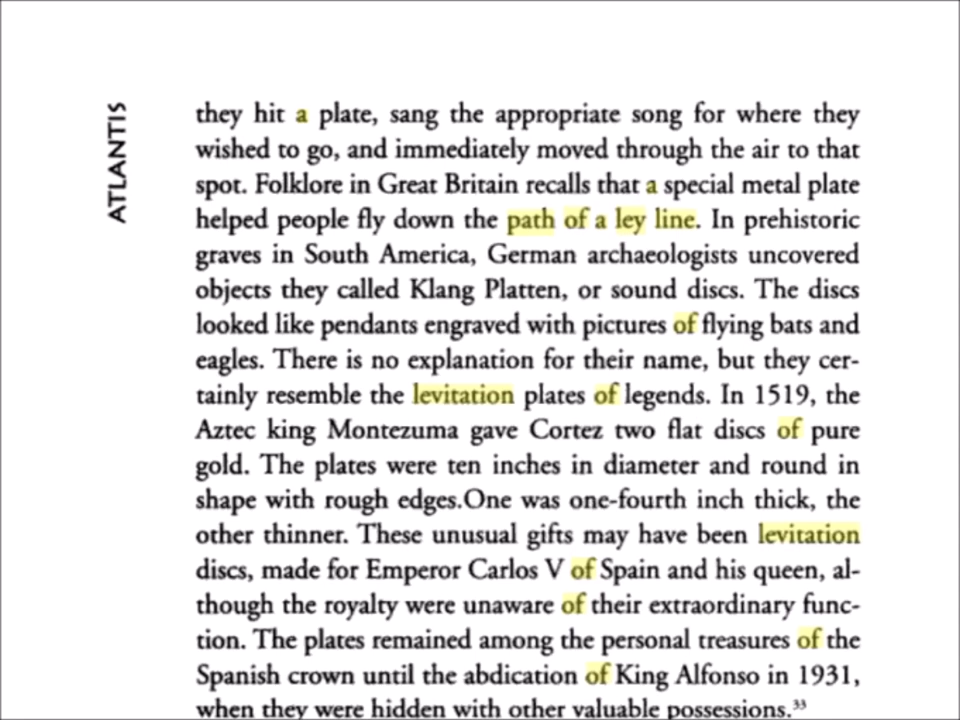 ATLANTIS
they hit a plate, sang the appropriate song for where they
wished to go, and immediately moved through the air to that
spot. Folklore in Great Britain recalls that a special metal plate
helped people fly down the path of a ley line. In prehistoric
graves in South America, German archaeologists uncovered
objects they called Klang Platten, or sound discs. The discs
looked like pendants engraved with pictures of flying bats and
eagles. There is no explanation for their name, but they cer-
tainly resemble the levitation plates of legends. In 1519, the
Aztec king Montezuma gave Cortez two flat discs of pure
gold. The plates were ten inches in diameter and round in
shape with rough edges.One was one-fourth inch thick, the
other thinner. These unusual gifts may have been levitation
discs, made for Emperor Carlos V of Spain and his queen, al-
though the royalty were unaware of their extraordinary func-
tion. The plates remained among the personal treasures of the
Spanish crown until the abdication of King Alfonso in 1931,
when they were hidden with other valuable possessions.³³